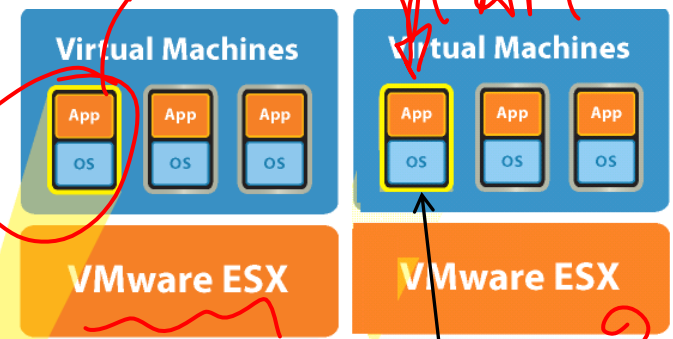 Virtual Machines
App App App
OS OS OS
VMware ESX
Virtual Machines
App App App
OS OS OS
VMware ESX